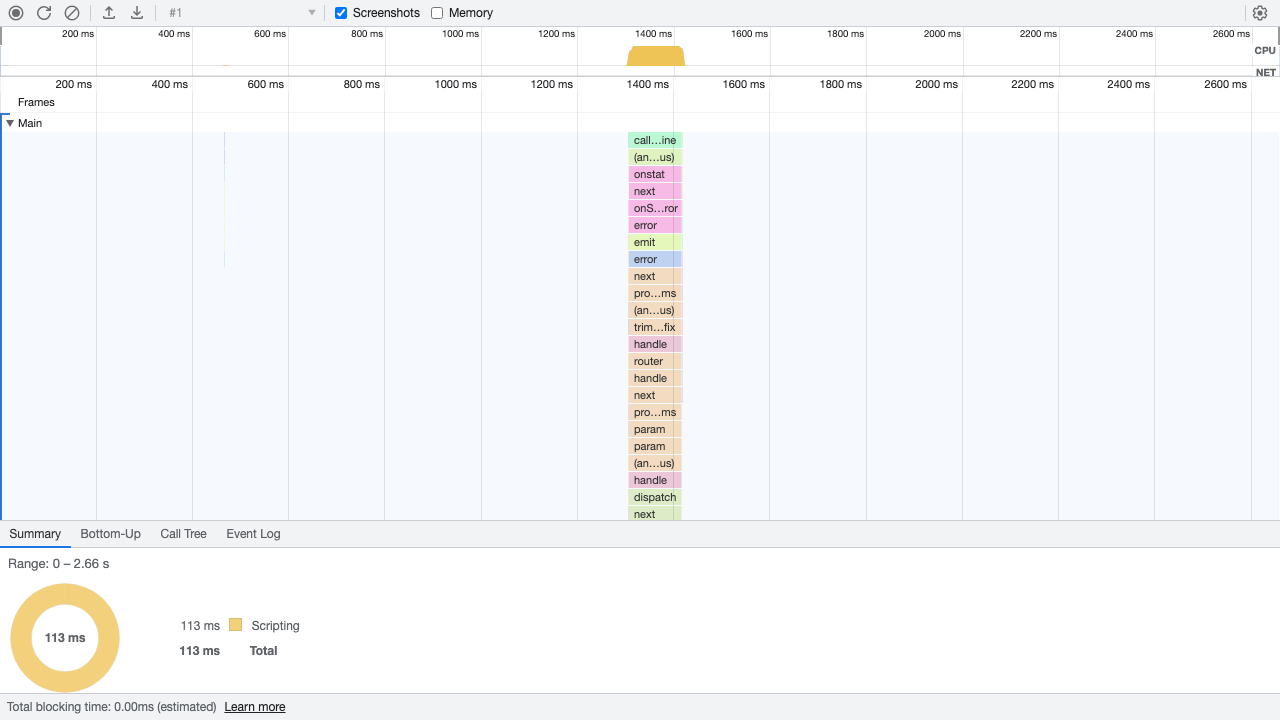 #1 Screenshots Memory
200 ms 400 ms 600 ms 800 ms 1000 ms 1200 ms 1400 ms 1600 ms 1800 ms 2000 ms 2200 ms 2400 ms 2600 ms
CPU
NET
200 ms 400 ms 600 ms 800 ms 1000 ms 1200 ms 1400 ms 1600 ms 1800 ms 2000 ms 2200 ms 2400 ms 2600 ms
Frames
Main
call…ine
(an…us)
onstat
next
onS…ror
error
emit
error
next
pro…ms
(an…us)
trim…fix
handle
router
handle
next
pro…ms
param
param
(an…us)
handle
dispatch
next
Summary Bottom-Up Call Tree Event Log
Range: 0 – 2.66 s
113 ms
113 ms Scripting
113 ms Total
Total blocking time: 0.00ms (estimated) Learn more